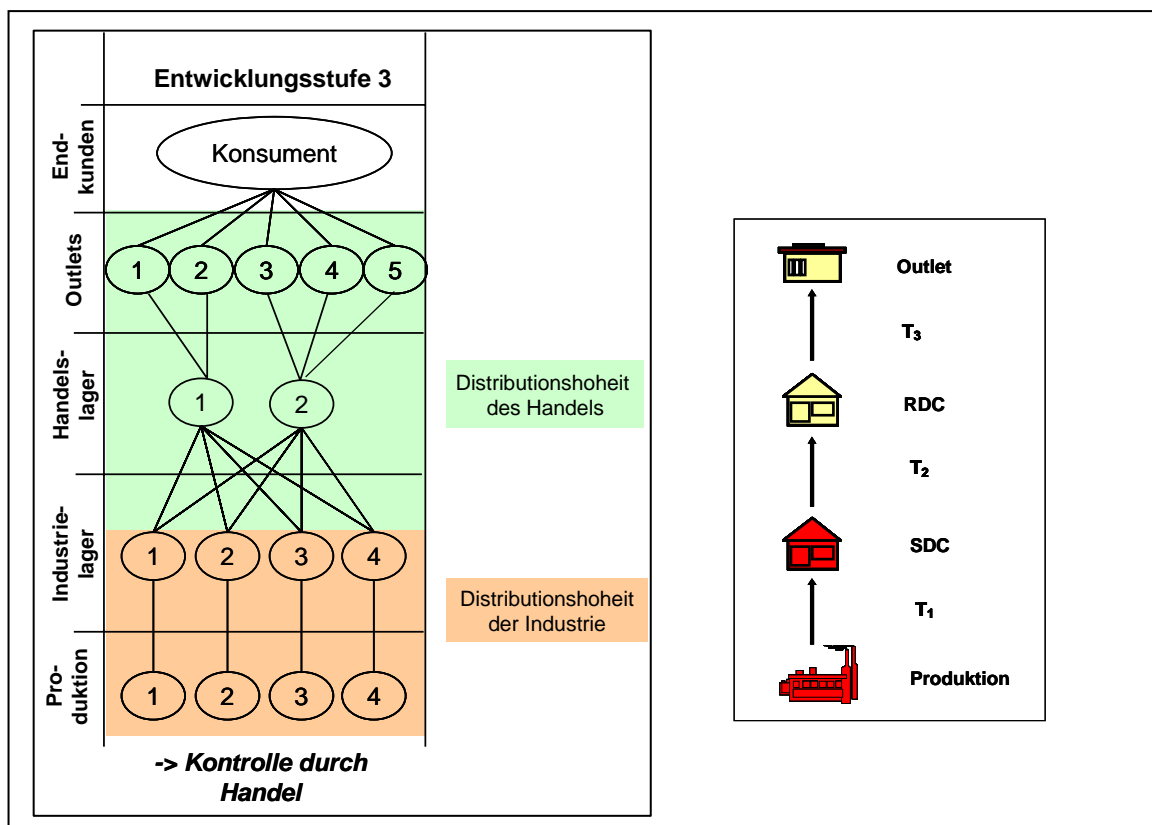 Entwicklungsstufe 3
End-
kunden
Konsument
Outlets
1 2 3 4 5
Handels-
lager
1 2
Industrie-
lager
1 2 3 4
Pro-
duktion
1 2 3 4
-> Kontrolle durch
Handel
Distributionshoheit
des Handels
Distributionshoheit
der Industrie
Outlet
T3
RDC
T2
SDC
T1
Produktion